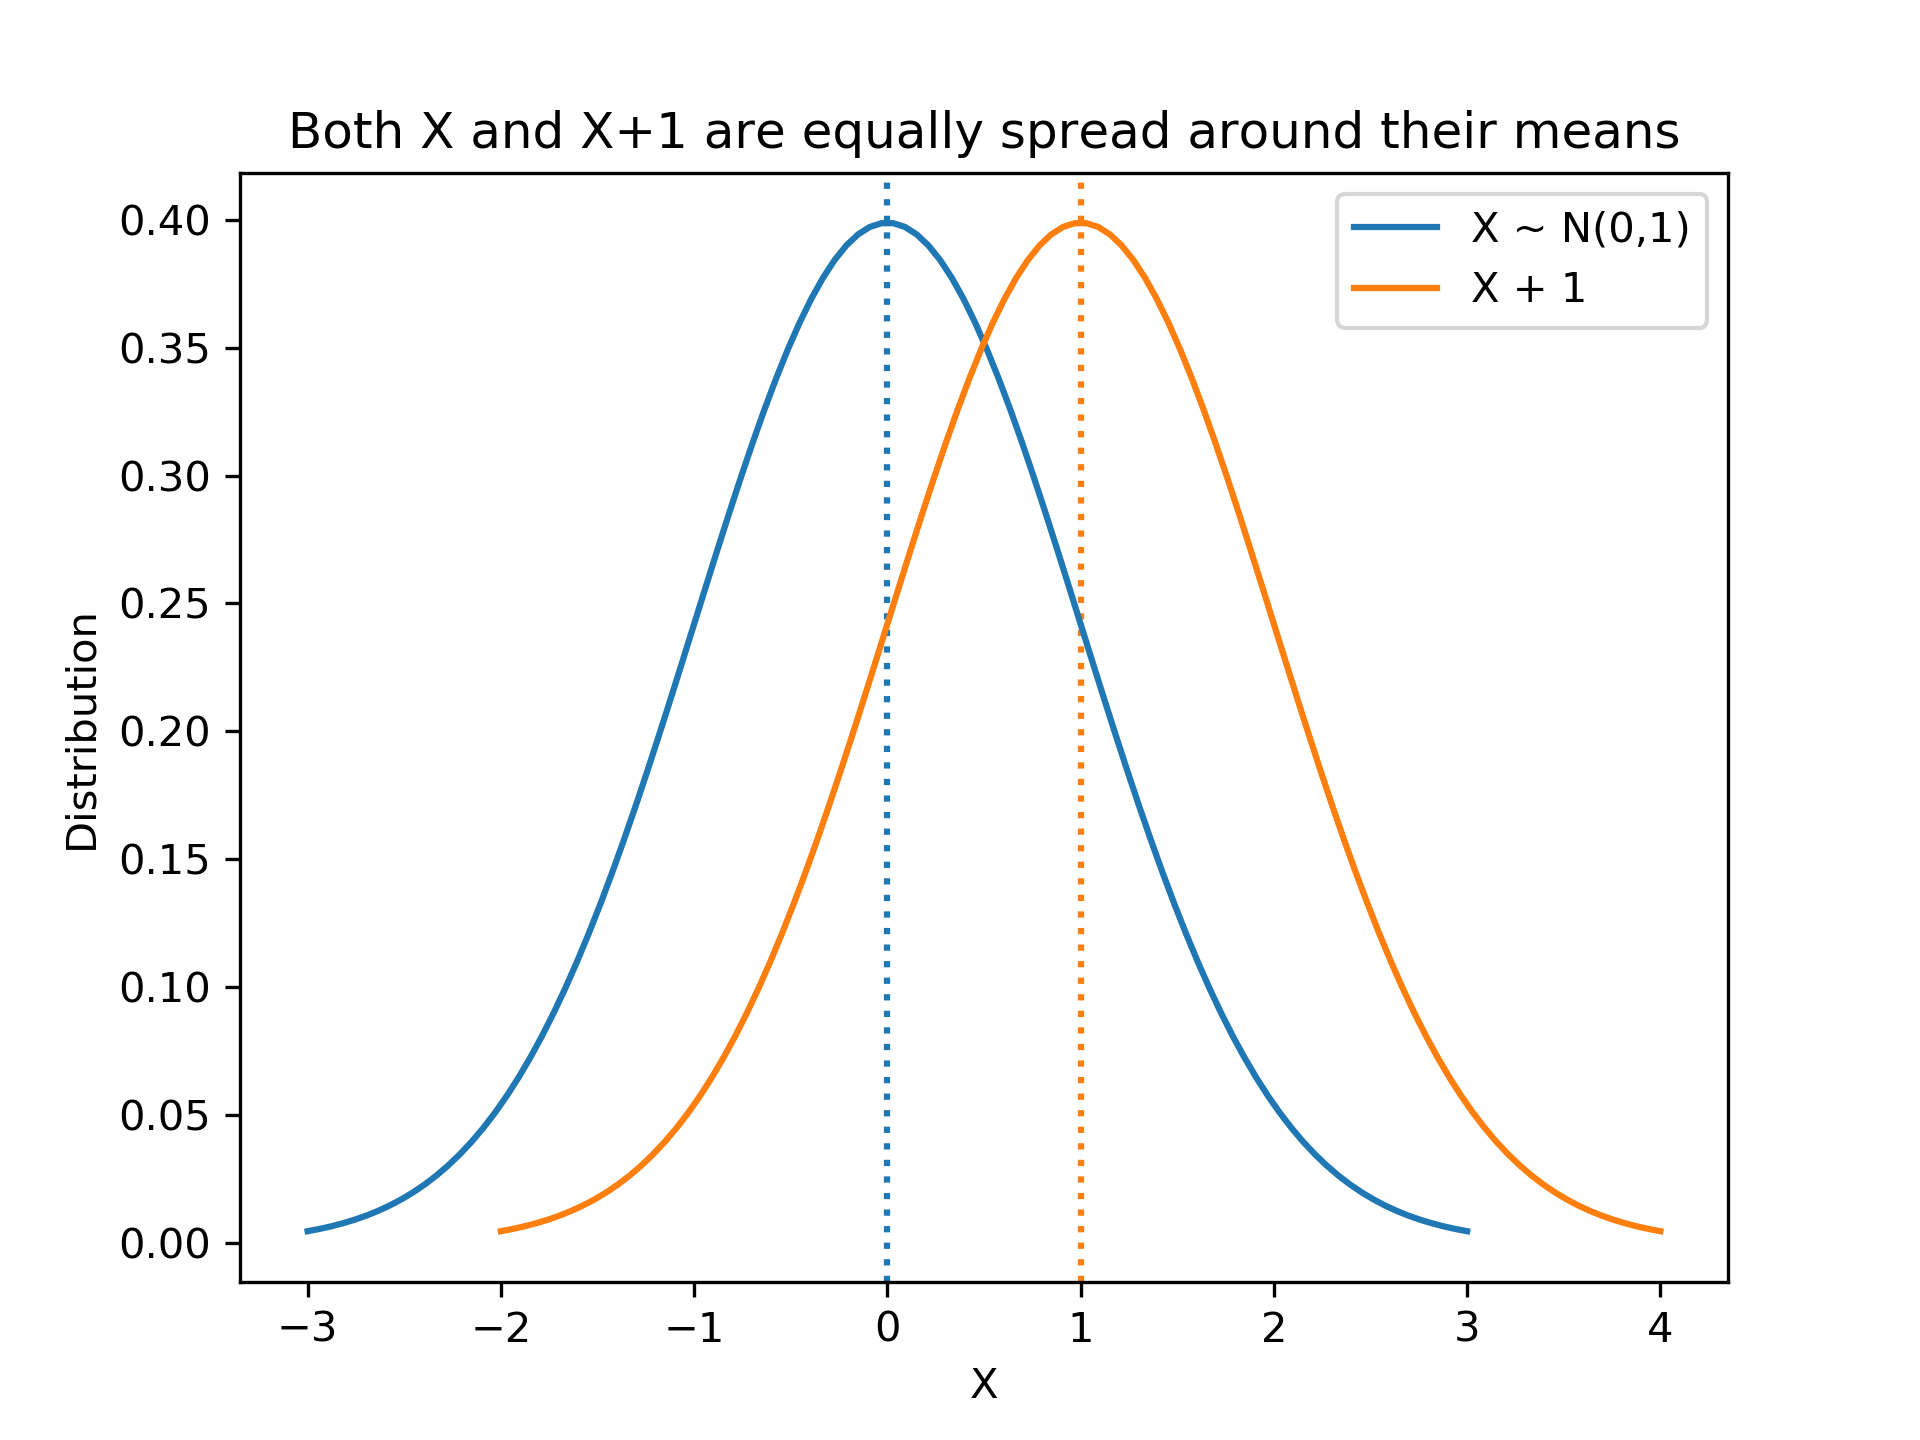 Both X and X+1 are equally spread around their means
X ~ N(0,1)
X + 1
Distribution
0.40
0.35
0.30
0.25
0.20
0.15
0.10
0.05
0.00
−3 −2 −1 0 1 2 3 4
X